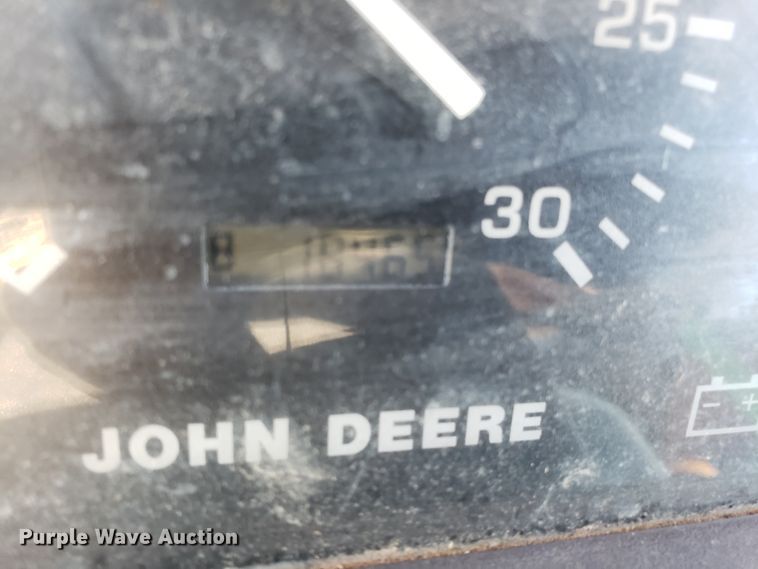 25
30
JOHN DEERE
- +
Purple Wave Auction